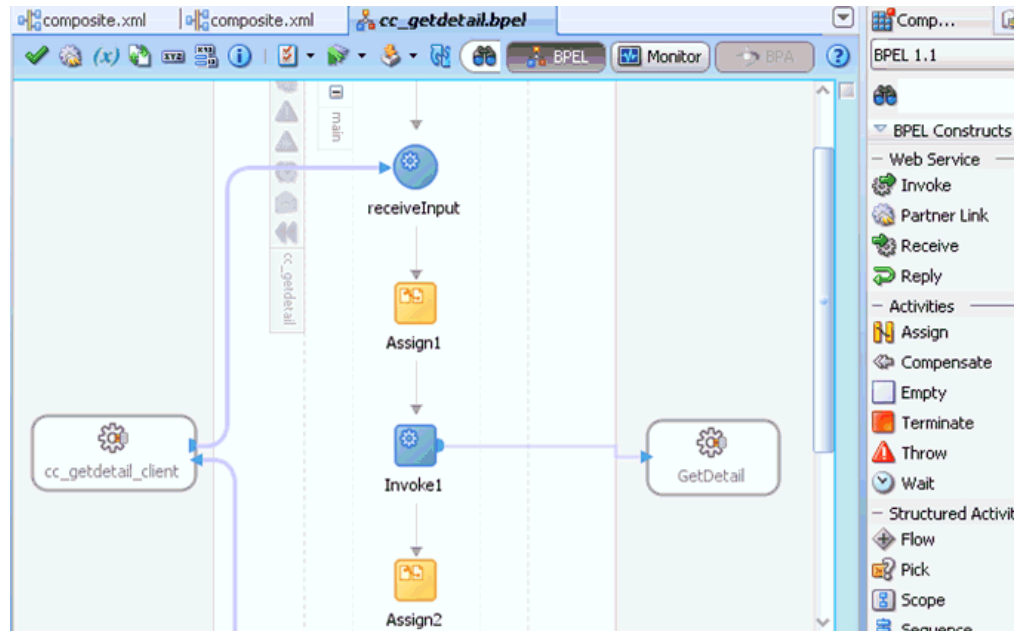 composite.xml
composite.xml
cc_getdetail.bpel
Comp...
(x)
XYZ
BPEL
Monitor
BPA
?
BPEL 1.1
main
BPEL Constructs
Web Service
receiveInput
Invoke
Partner Link
Receive
cc_getdetail
Reply
Activities
Assign1
Assign
Compensate
Empty
Terminate
cc_getdetail_client
Invoke1
GetDetail
Throw
Wait
Structured Activit
Flow
Pick
Assign2
Scope
Sequence